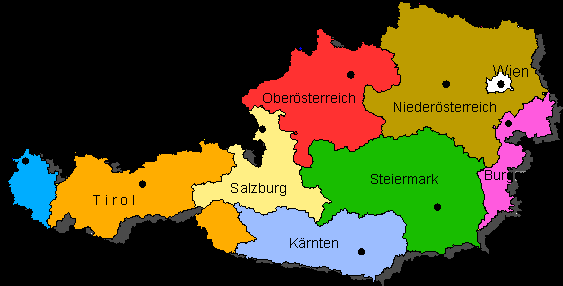 Wien
Oberösterreich
Niederösterreich
Burg
Steiermark
Salzburg
Tirol
Kärnten